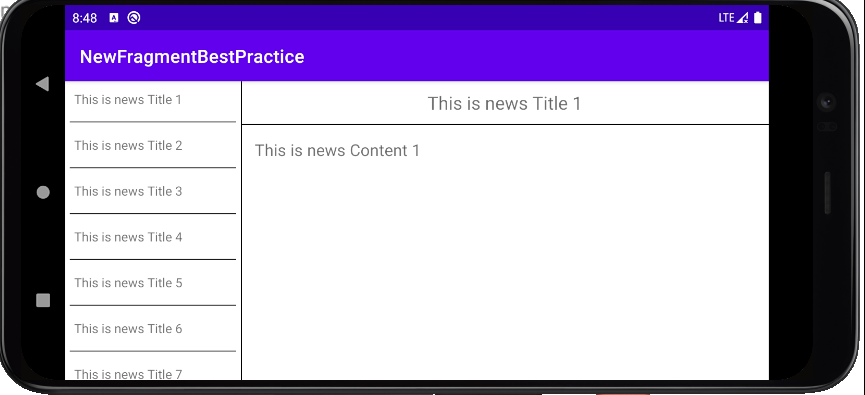 8:48
LTE
NewFragmentBestPractice
This is news Title 1
This is news Title 2
This is news Title 3
This is news Title 4
This is news Title 5
This is news Title 6
This is news Title 7
This is news Title 1
This is news Content 1